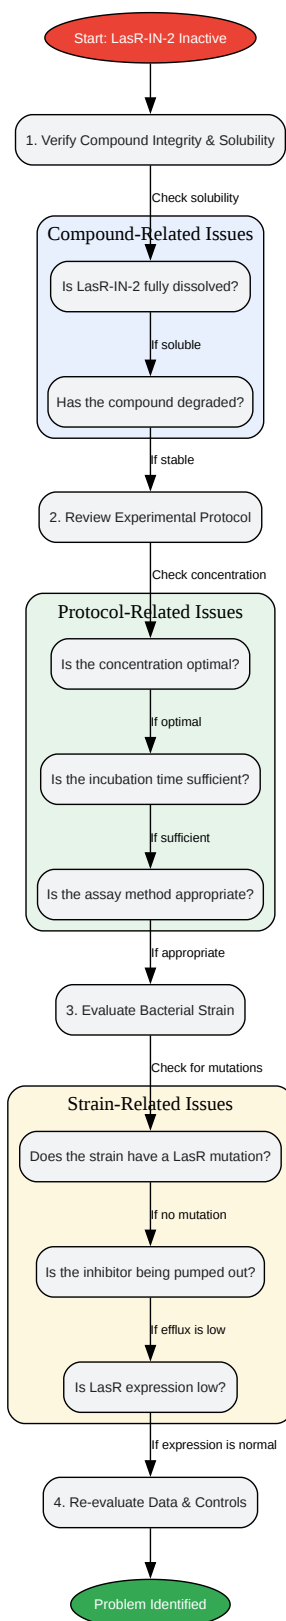 Start: LasR-IN-2 Inactive
1. Verify Compound Integrity & Solubility
Check solubility
Compound-Related Issues
Is LasR-IN-2 fully dissolved?
If soluble
Has the compound degraded?
If stable
2. Review Experimental Protocol
Check concentration
Protocol-Related Issues
Is the concentration optimal?
If optimal
Is the incubation time sufficient?
If sufficient
Is the assay method appropriate?
If appropriate
3. Evaluate Bacterial Strain
Check for mutations
Strain-Related Issues
Does the strain have a LasR mutation?
If no mutation
Is the inhibitor being pumped out?
If efflux is low
Is LasR expression low?
If expression is normal
4. Re-evaluate Data & Controls
Problem Identified